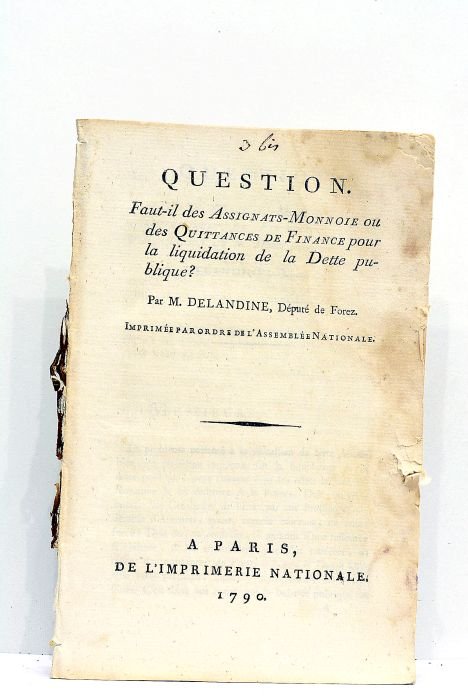 3 bis
QUESTION.
Faut-il des ASSIGNATS-MONNOIE ou
des QUITTANCES DE FINANCE pour
la liquidation de la Dette pu-
blique?
Par M. DELANDINE, Député de Forez.
IMPRIMÉE PAR ORDRE DE L'ASSEMBLÉE NATIONALE.
A PARIS,
DE L'IMPRIMERIE NATIONALE.
1790.